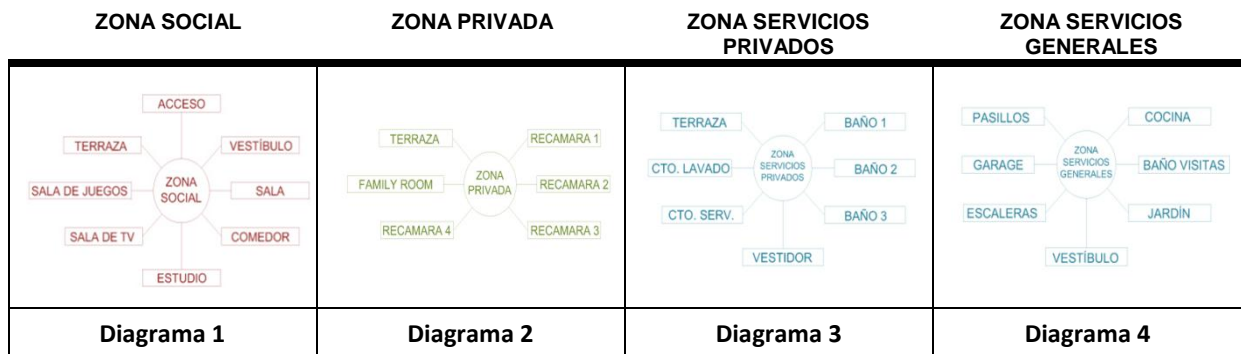 ZONA SOCIAL
ZONA PRIVADA
ZONA SERVICIOS
PRIVADOS
ZONA SERVICIOS
GENERALES
ACCESO
TERRAZA
VESTÍBULO
SALA DE JUEGOS
ZONA
SOCIAL
SALA
SALA DE TV
COMEDOR
ESTUDIO
TERRAZA
RECAMARA 1
FAMILY ROOM
ZONA
PRIVADA
RECAMARA 2
RECAMARA 4
RECAMARA 3
TERRAZA
BAÑO 1
CTO. LAVADO
ZONA
SERVICIOS
PRIVADOS
BAÑO 2
CTO. SERV.
BAÑO 3
VESTIDOR
PASILLOS
COCINA
GARAGE
ZONA
SERVICIOS
GENERALES
BAÑO VISITAS
ESCALERAS
JARDÍN
VESTÍBULO
Diagrama 1
Diagrama 2
Diagrama 3
Diagrama 4